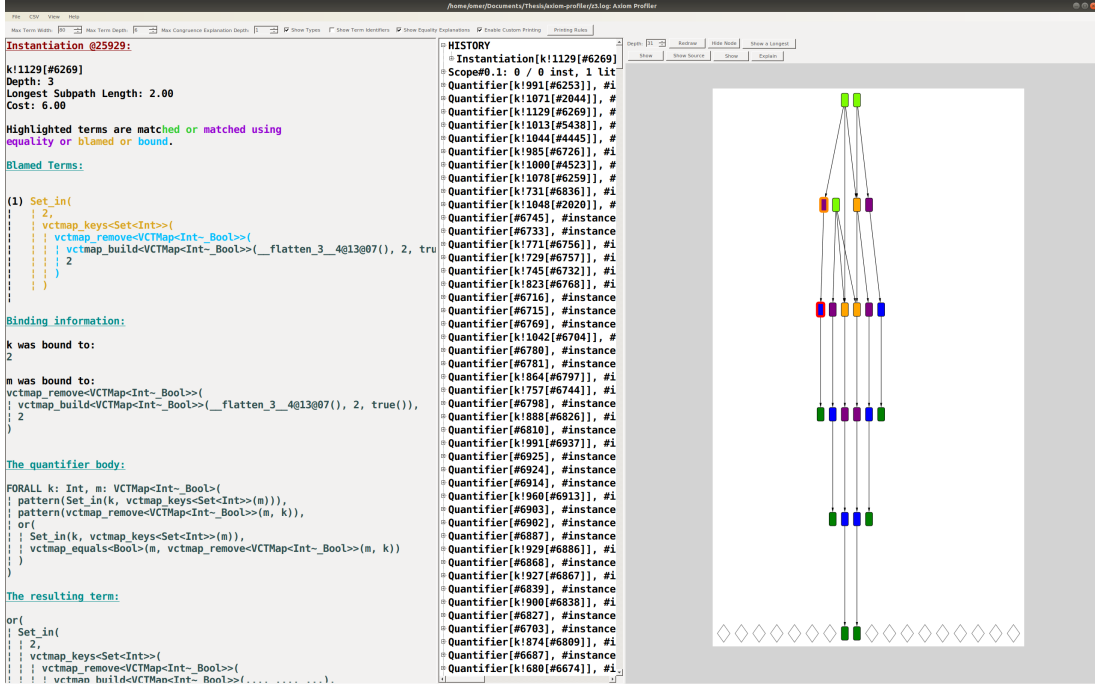 /home/omer/Documents/Thesis/axiom-profiler/z3.log: Axiom Profiler
File CSV View Help
Max Term Width: 80 Max Term Depth: 6 Max Congruence Explanation Depth: 1 Show Types Show Term Identifiers Show Equality Explanations Enable Custom Printing Printing Rules
Instantiation @25929:
k!1129[#6269]
Depth: 3
Longest Subpath Length: 2.00
Cost: 6.00
Highlighted terms are matched or matched using
equality or blamed or bound.
Blamed Terms:
(1) Set_in(
¦ ¦ 2,
¦ ¦ vctmap_keys<Set<Int>>(
¦ ¦ ¦ vctmap_remove<VCTMap<Int~_Bool>>(
¦ ¦ ¦ ¦ vctmap_build<VCTMap<Int~_Bool>>(__flatten_3__4@13@07(), 2, tru
¦ ¦ ¦ ¦ 2
¦ ¦ ¦ )
¦ ¦ )
¦
Binding information:
k was bound to:
2
m was bound to:
vctmap_remove<VCTMap<Int~_Bool>>(
¦ vctmap_build<VCTMap<Int~_Bool>>(__flatten_3__4@13@07(), 2, true()),
¦ 2
)
The quantifier body:
FORALL k: Int, m: VCTMap<Int~_Bool>(
¦ pattern(Set_in(k, vctmap_keys<Set<Int>>(m))),
¦ pattern(vctmap_remove<VCTMap<Int~_Bool>>(m, k)),
¦ or(
¦ ¦ Set_in(k, vctmap_keys<Set<Int>>(m)),
¦ ¦ vctmap_equals<Bool>(m, vctmap_remove<VCTMap<Int~_Bool>>(m, k))
¦ )
)
The resulting term:
or(
¦ Set_in(
¦ ¦ 2,
¦ ¦ vctmap_keys<Set<Int>>(
¦ ¦ ¦ vctmap_remove<VCTMap<Int~_Bool>>(
¦ ¦ ¦ ¦ vctmap_build<VCTMap<Int~_Bool>>(...., ...., ...),
HISTORY
Instantiation[k!1129[#6269]
Scope#0.1: 0 / 0 inst, 1 lit
Quantifier[k!991[#6253]], #i
Quantifier[k!1071[#2044]], #
Quantifier[k!1129[#6269]], #
Quantifier[k!1013[#5438]], #
Quantifier[k!1044[#4445]], #
Quantifier[k!985[#6726]], #i
Quantifier[k!1000[#4523]], #
Quantifier[k!1078[#6259]], #
Quantifier[k!731[#6836]], #i
Quantifier[k!1048[#2020]], #
Quantifier[#6745], #instance
Quantifier[#6733], #instance
Quantifier[k!771[#6756]], #i
Quantifier[k!729[#6757]], #i
Quantifier[k!745[#6732]], #i
Quantifier[k!823[#6768]], #i
Quantifier[#6716], #instance
Quantifier[#6715], #instance
Quantifier[#6769], #instance
Quantifier[k!1042[#6704]], #
Quantifier[#6780], #instance
Quantifier[#6781], #instance
Quantifier[k!864[#6797]], #i
Quantifier[k!757[#6744]], #i
Quantifier[#6798], #instance
Quantifier[k!888[#6826]], #i
Quantifier[#6810], #instance
Quantifier[k!991[#6937]], #i
Quantifier[#6925], #instance
Quantifier[#6924], #instance
Quantifier[#6914], #instance
Quantifier[k!960[#6913]], #i
Quantifier[#6903], #instance
Quantifier[#6902], #instance
Quantifier[#6887], #instance
Quantifier[k!929[#6886]], #i
Quantifier[#6868], #instance
Quantifier[k!927[#6867]], #i
Quantifier[#6839], #instance
Quantifier[k!900[#6838]], #i
Quantifier[#6827], #instance
Quantifier[#6703], #instance
Quantifier[k!874[#6809]], #i
Quantifier[#6687], #instance
Quantifier[k!680[#6674]], #i
Depth: 31 Redraw Hide Node Show a Longest
Show Show Source Show Explain